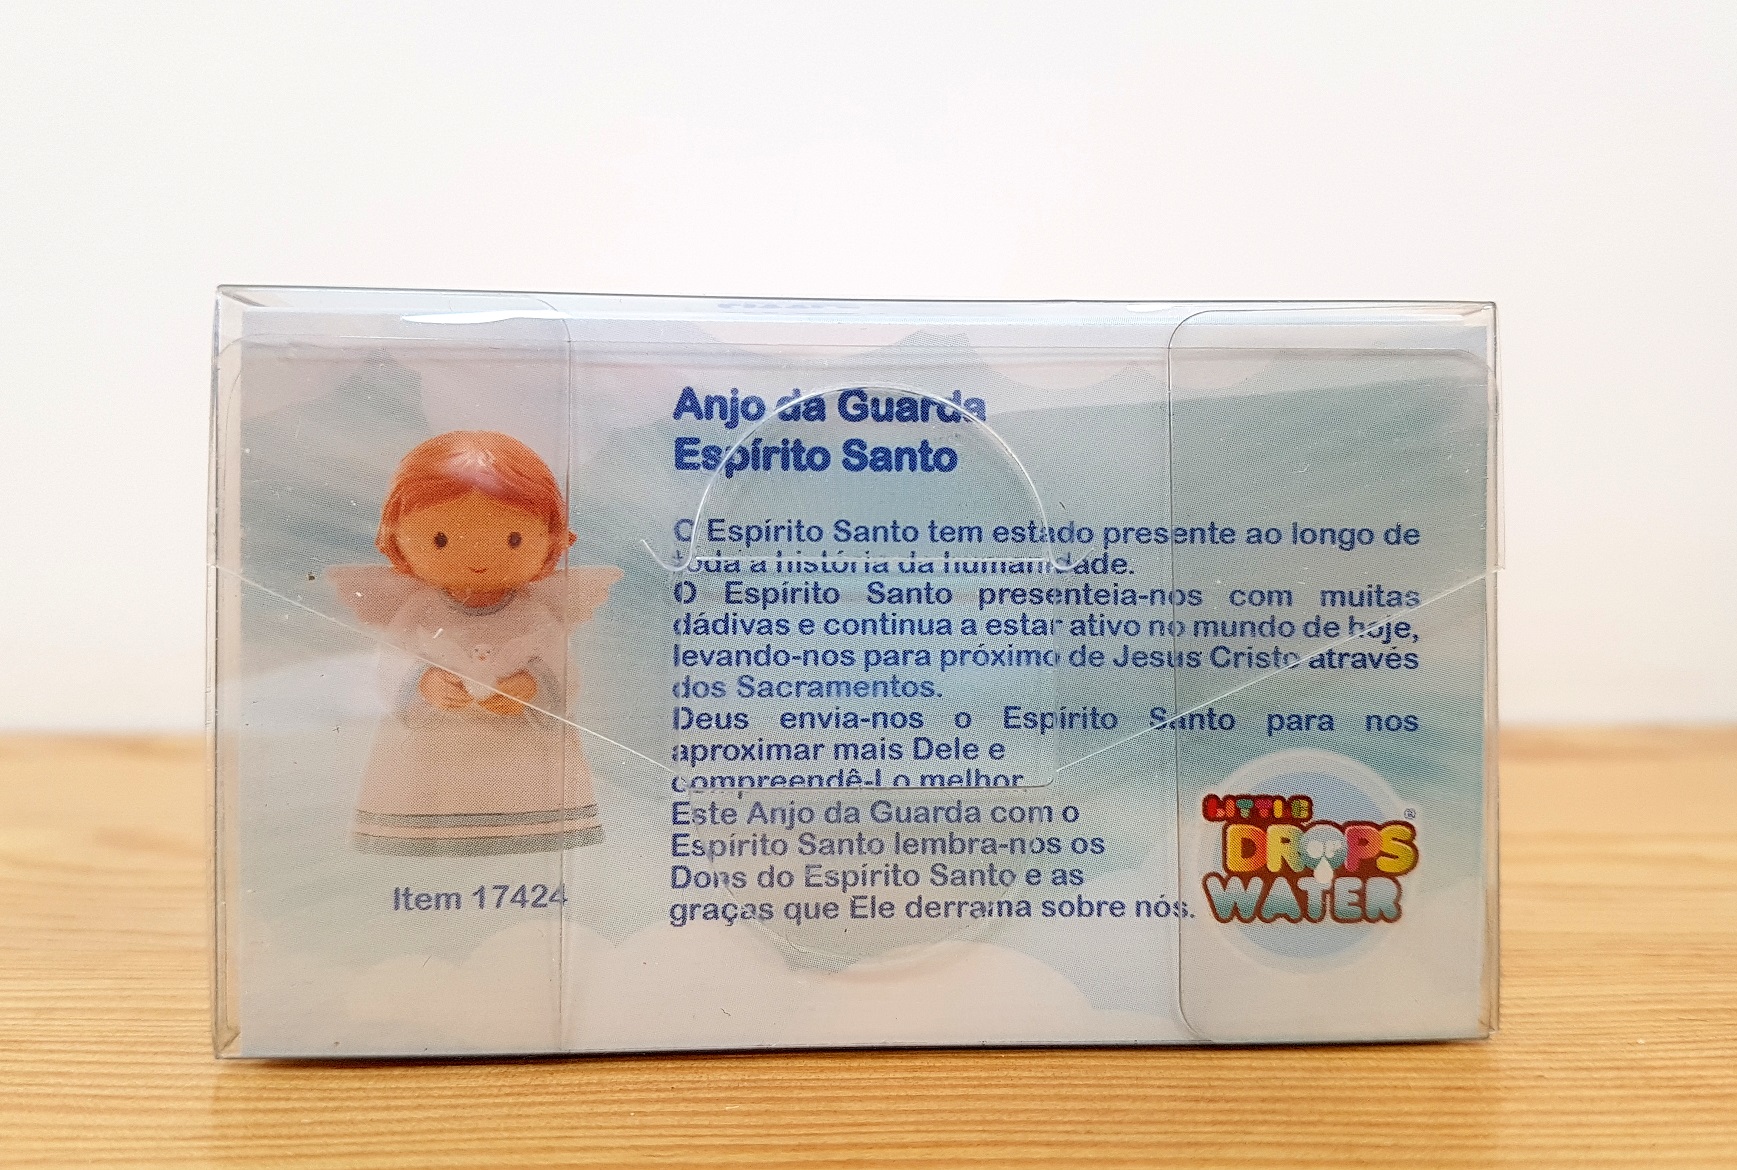 Anjo da Guarda
Espírito Santo
O Espírito Santo tem estado presente ao longo de
toda a história da humanidade.
O Espírito Santo presenteia-nos com muitas
dádivas e continua a estar ativo no mundo de hoje,
levando-nos para próximo de Jesus Cristo através
dos Sacramentos.
Deus envia-nos o Espírito Santo para nos
aproximar mais Dele e
compreendê-Lo melhor.
Este Anjo da Guarda com o
Espírito Santo lembra-nos os
Dons do Espírito Santo e as
graças que Ele derrama sobre nós.
Item 17424
LITTLE
DROPS
OF
WATER
®